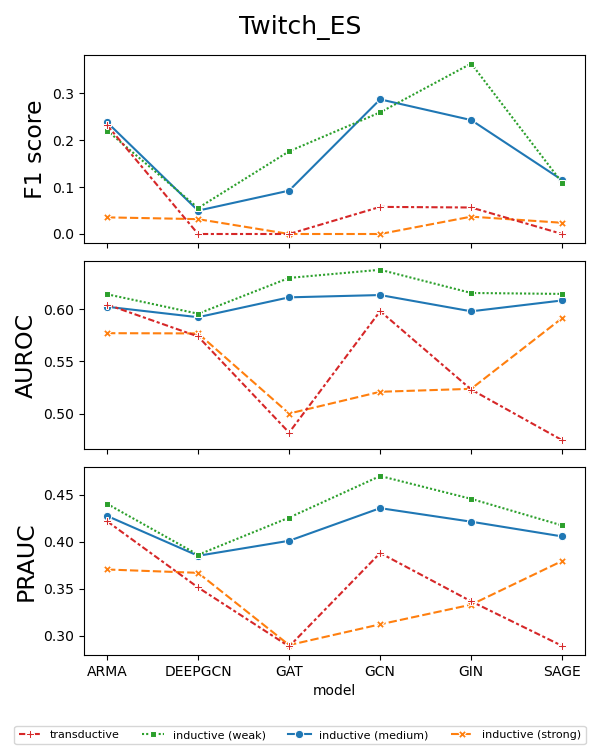 Twitch_ES
F1 score
0.3
0.2
0.1
0.0
AUROC
0.60
0.55
0.50
PRAUC
0.45
0.40
0.35
0.30
ARMA DEEPGCN GAT GCN GIN SAGE
model
transductive inductive (weak) inductive (medium) inductive (strong)